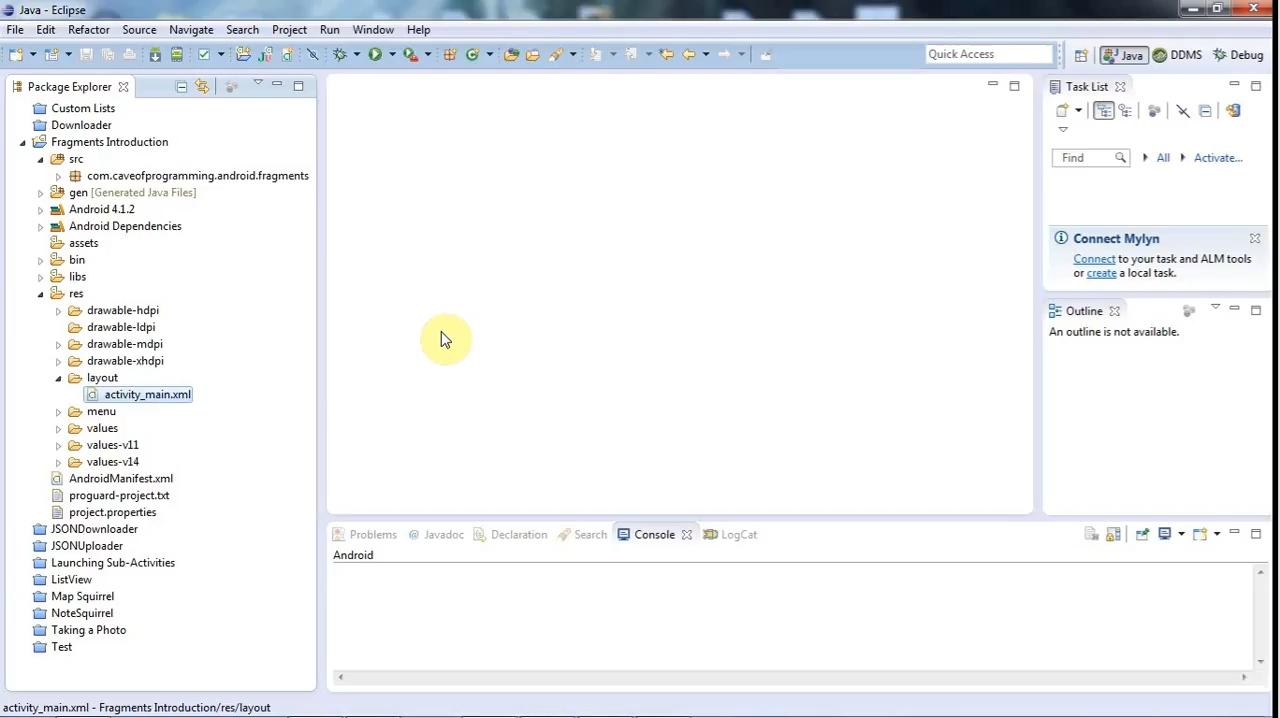 Java - Eclipse
File Edit Refactor Source Navigate Search Project Run Window Help
Quick Access
Java
DDMS
Debug
Package Explorer
Custom Lists
Downloader
Fragments Introduction
src
com.caveofprogramming.android.fragments
gen [Generated Java Files]
Android 4.1.2
Android Dependencies
assets
bin
libs
res
drawable-hdpi
drawable-ldpi
drawable-mdpi
drawable-xhdpi
layout
activity_main.xml
menu
values
values-v11
values-v14
AndroidManifest.xml
proguard-project.txt
project.properties
JSONDownloader
JSONUploader
Launching Sub-Activities
ListView
Map Squirrel
NoteSquirrel
Taking a Photo
Test
Task List
Find
All
Activate...
Connect Mylyn
Connect to your task and ALM tools
or create a local task.
Outline
An outline is not available.
Problems
Javadoc
Declaration
Search
Console
LogCat
Android
activity_main.xml - Fragments Introduction/res/layout